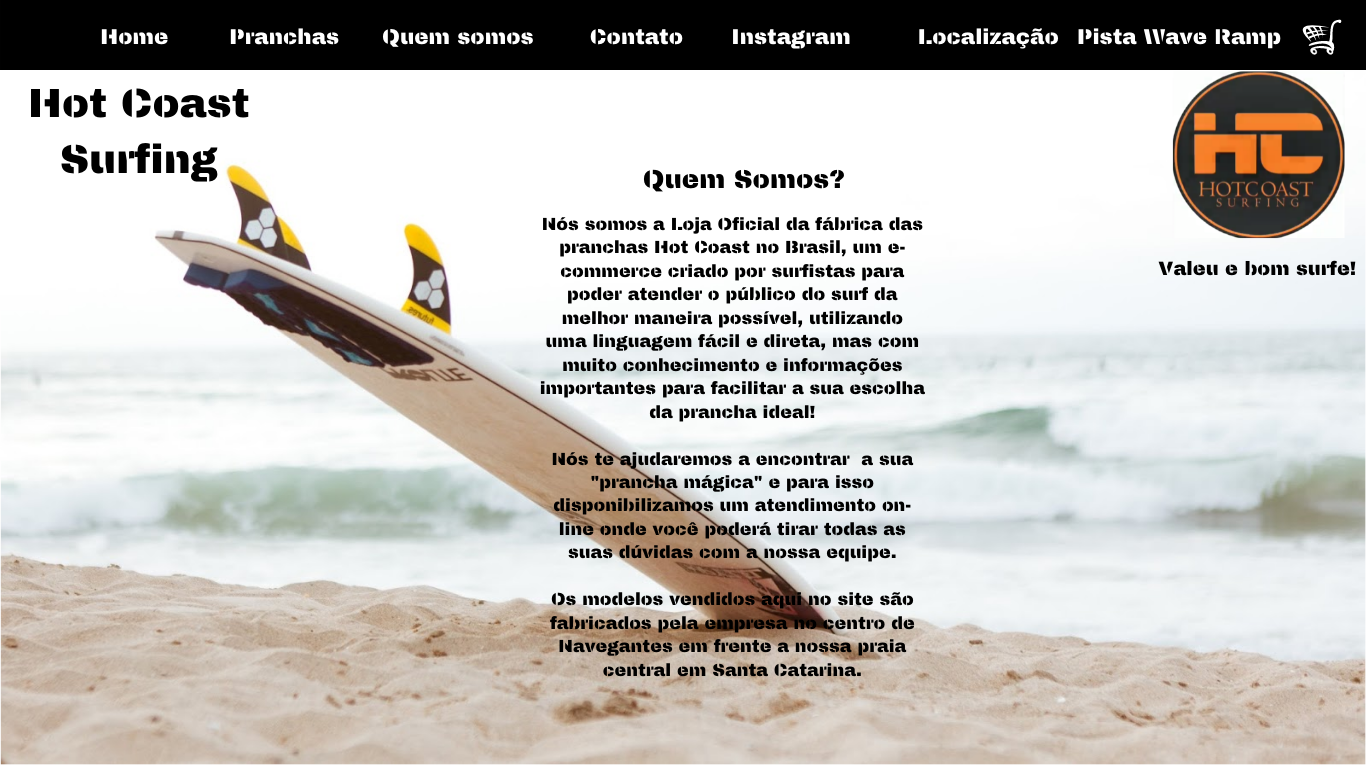 Home Pranchas Quem somos Contato Instagram Localização Pista Wave Ramp
Hot Coast
Surfing
HC
HOTCOAST
SURFING
Valeu e bom surfe!
Quem Somos?
Nós somos a Loja Oficial da fábrica das
pranchas Hot Coast no Brasil, um e-
commerce criado por surfistas para
poder atender o público do surf da
melhor maneira possível, utilizando
uma linguagem fácil e direta, mas com
muito conhecimento e informações
importantes para facilitar a sua escolha
da prancha ideal!
Nós te ajudaremos a encontrar  a sua
"prancha mágica" e para isso
disponibilizamos um atendimento on-
line onde você poderá tirar todas as
suas dúvidas com a nossa equipe.
Os modelos vendidos aqui no site são
fabricados pela empresa no centro de
Navegantes em frente a nossa praia
central em Santa Catarina.